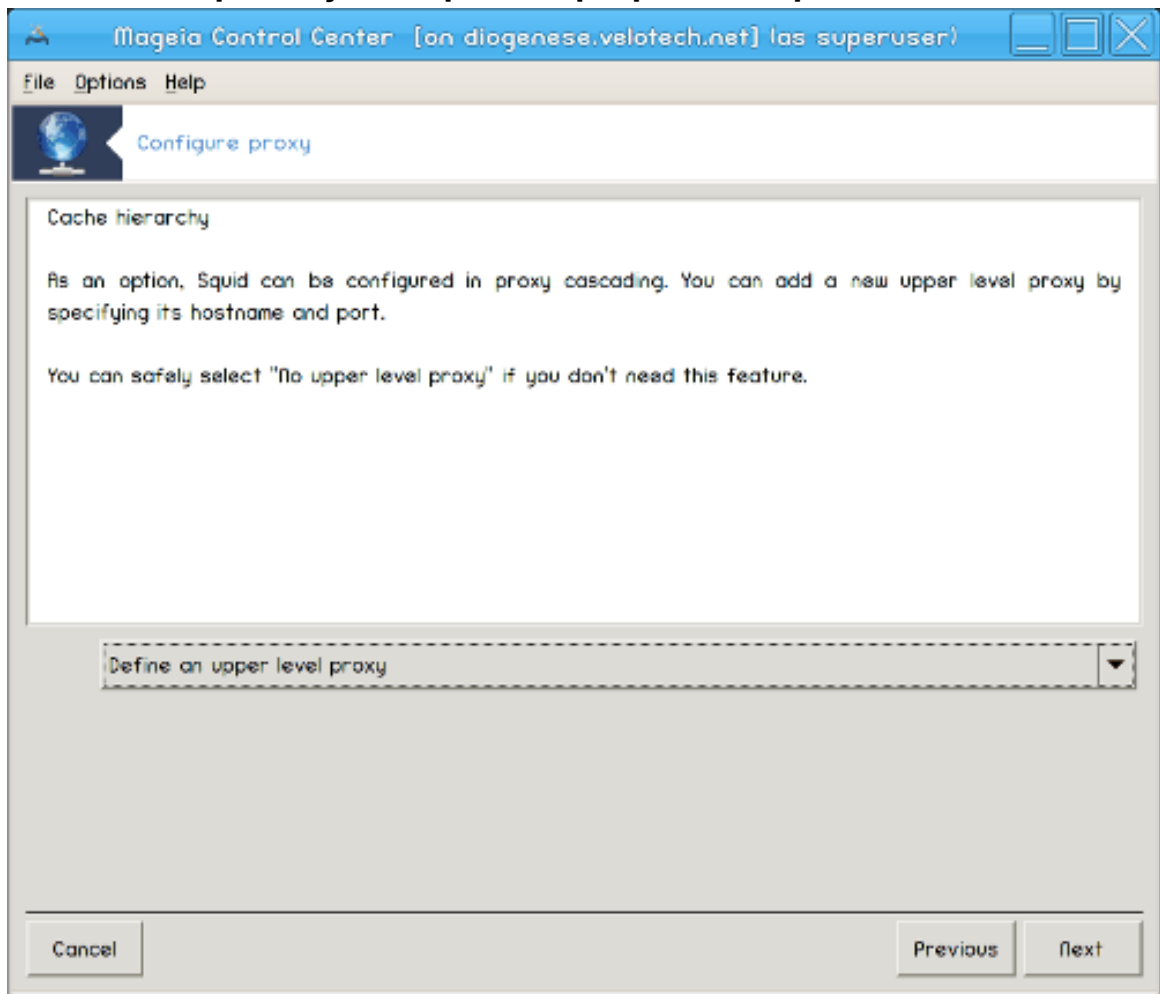 Mageia Control Center [on diogenese.velotech.net] (as superuser)
File Options Help
Configure proxy
Cache hierarchy
As an option, Squid can be configured in proxy cascading. You can add a new upper level proxy by
specifying its hostname and port.
You can safely select "No upper level proxy" if you don't need this feature.
Define an upper level proxy
Cancel Previous Next